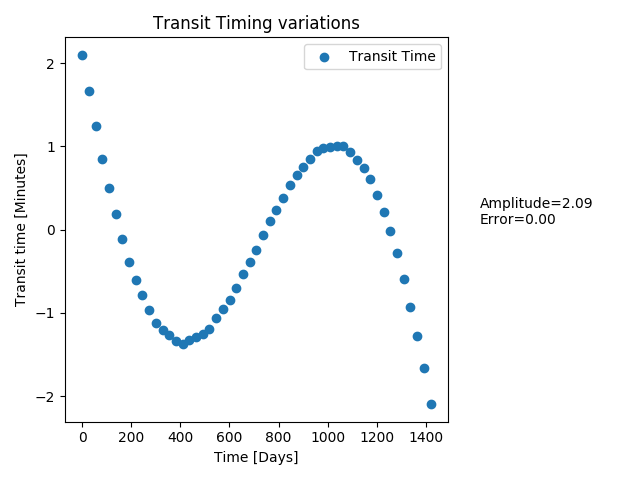 Transit Timing variations
Transit Time
2
1
0
−1
−2
Transit time [Minutes]
Amplitude=2.09
Error=0.00
0 200 400 600 800 1000 1200 1400
Time [Days]